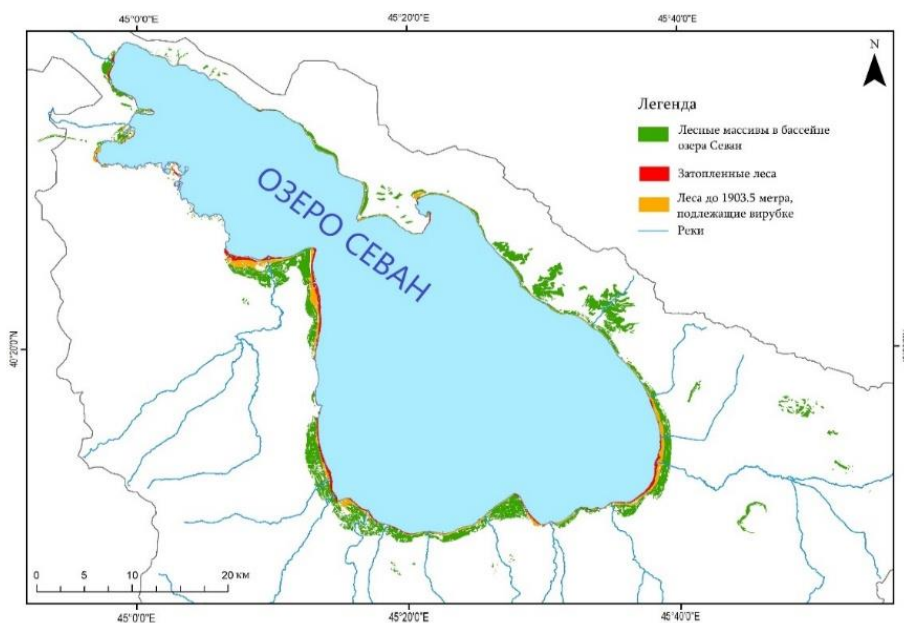 45°0'0"E 45°20'0"E 45°40'0"E
N
Легенда
Лесные массивы в бассейне
озера Севан
Затопленные леса
Леса до 1903.5 метра,
подлежащие вирубке
Реки
ОЗЕРО СЕВАН
40°20'0"N
0 5 10 20 км
45°0'0"E 45°20'0"E 45°40'0"E